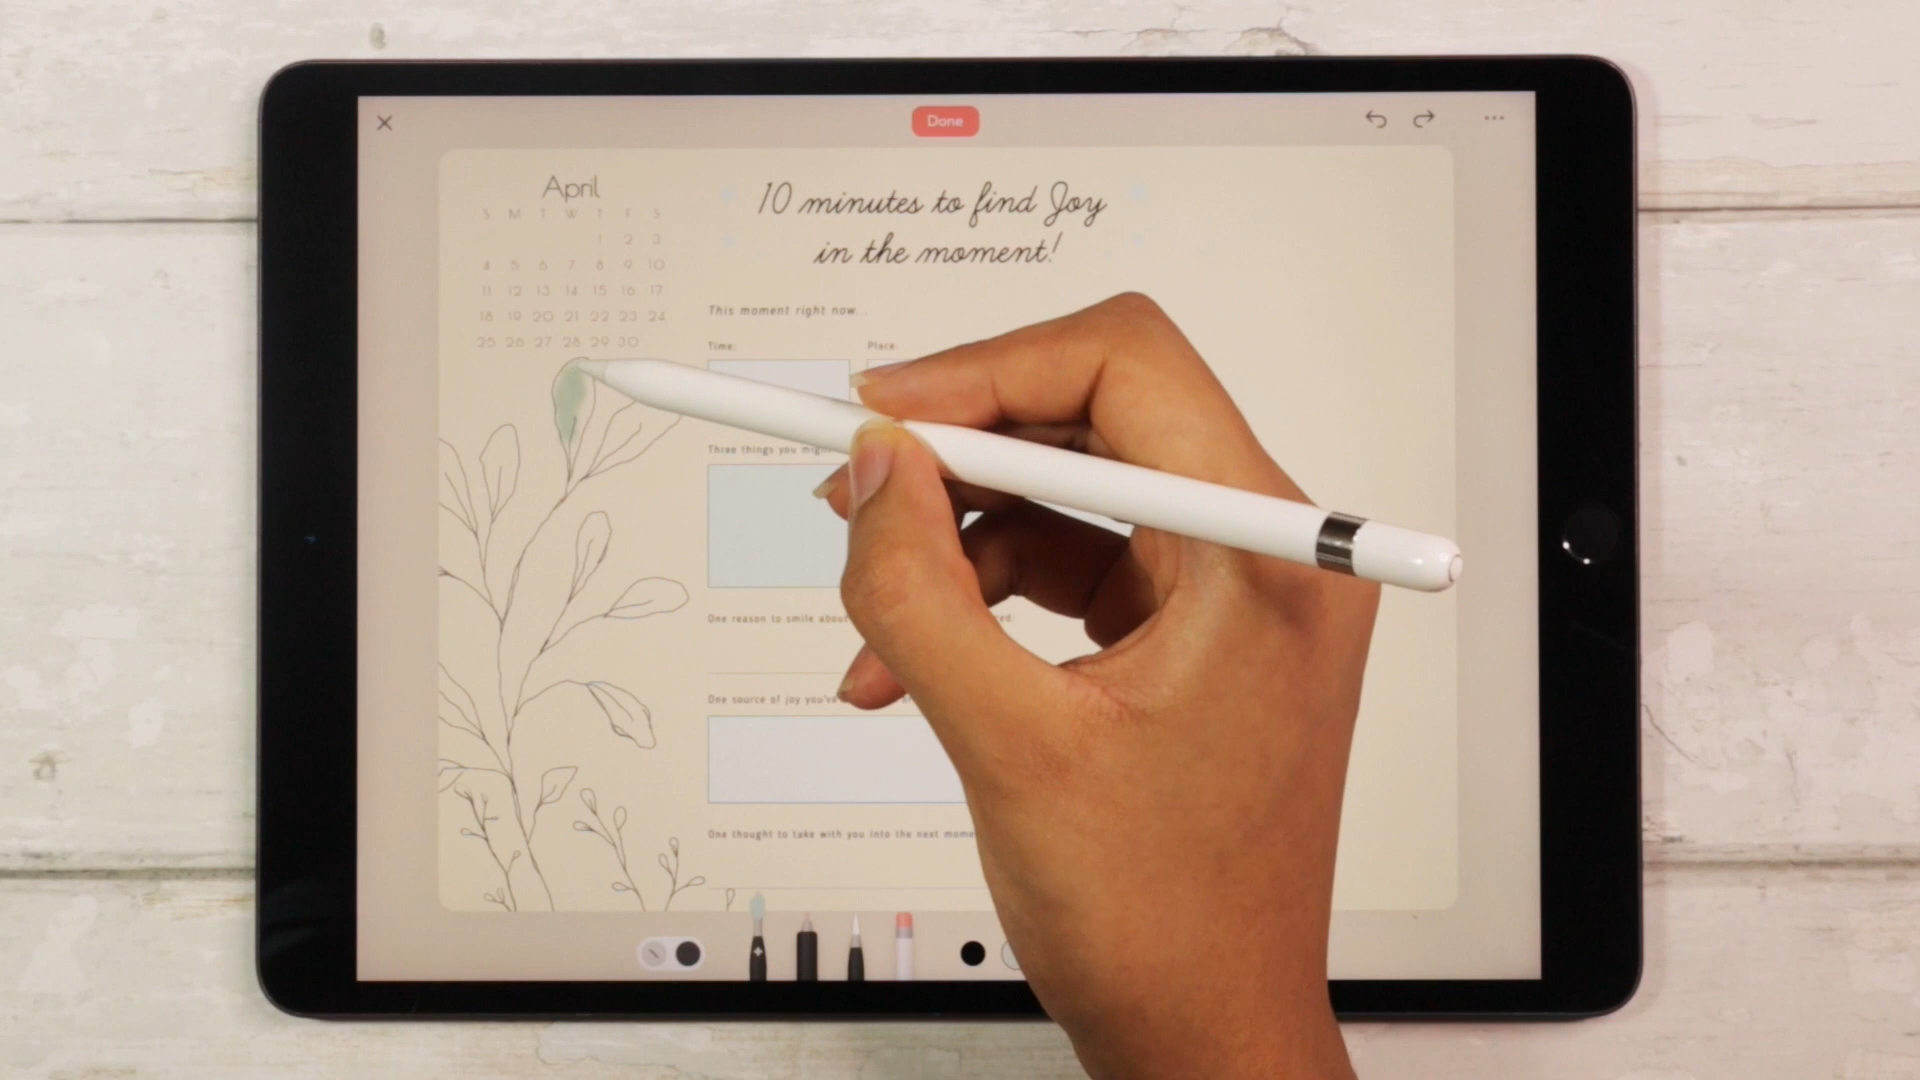 Done
April
S M T W T F S
1 2 3
4 5 6 7 8 9 10
11 12 13 14 15 16 17
18 19 20 21 22 23 24
25 26 27 28 29 30
10 minutes to find Joy
in the moment!
This moment right now...
Time: Place:
Three things you
One reason to smile about
One source of joy you've
One thought to take with you into the next